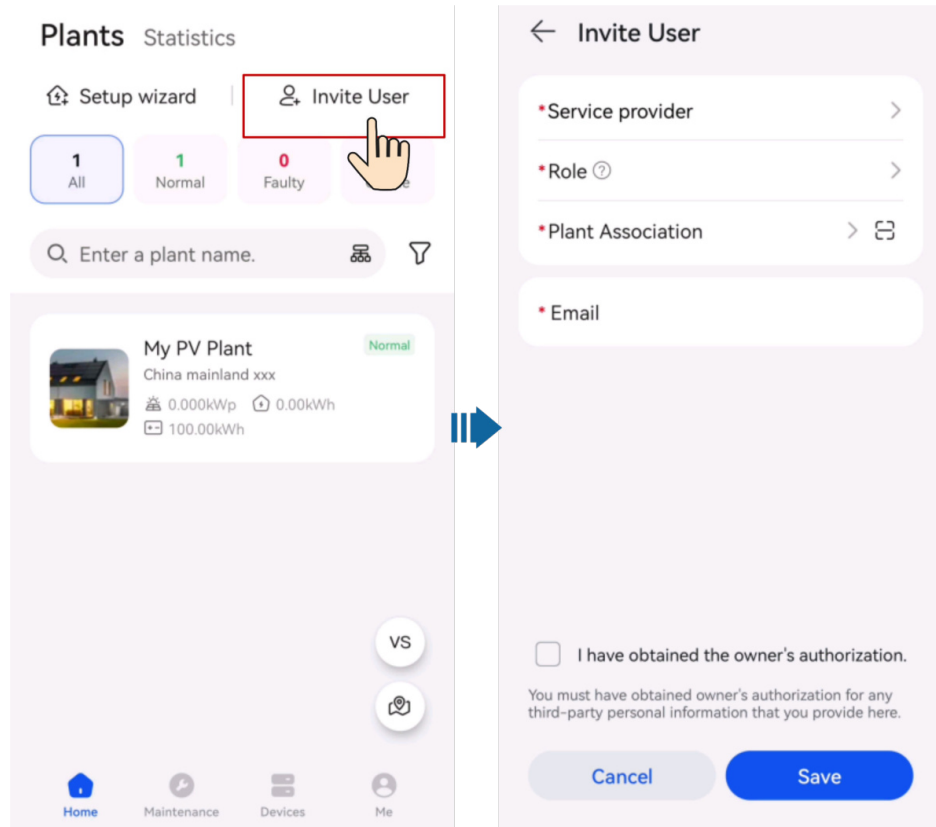 Plants Statistics
Setup wizard
Invite User
1
All
1
Normal
0
Faulty
Enter a plant name.
My PV Plant
Normal
China mainland xxx
0.000kWp 0.00kWh
100.00kWh
VS
Home
Maintenance
Devices
Me
Invite User
*Service provider
*Role ?
*Plant Association
* Email
I have obtained the owner's authorization.
You must have obtained owner's authorization for any
third-party personal information that you provide here.
Cancel
Save